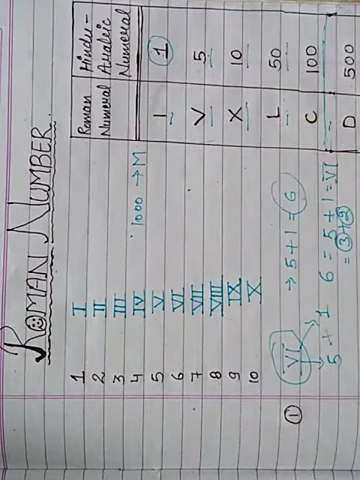 ROMAN NUMBER
1 I
2 II
3 III
4 IV
5 V
6 VI
7 VII
8 VIII
9 IX
10 X
1000 → M
Roman Numeral Hindu-Arabic Numeral
I 1
V 5
X 10
L 50
C 100
D 500
① VI → 5+1=6
5 + 1 6 = 5 + 1 = VI
= 3+2